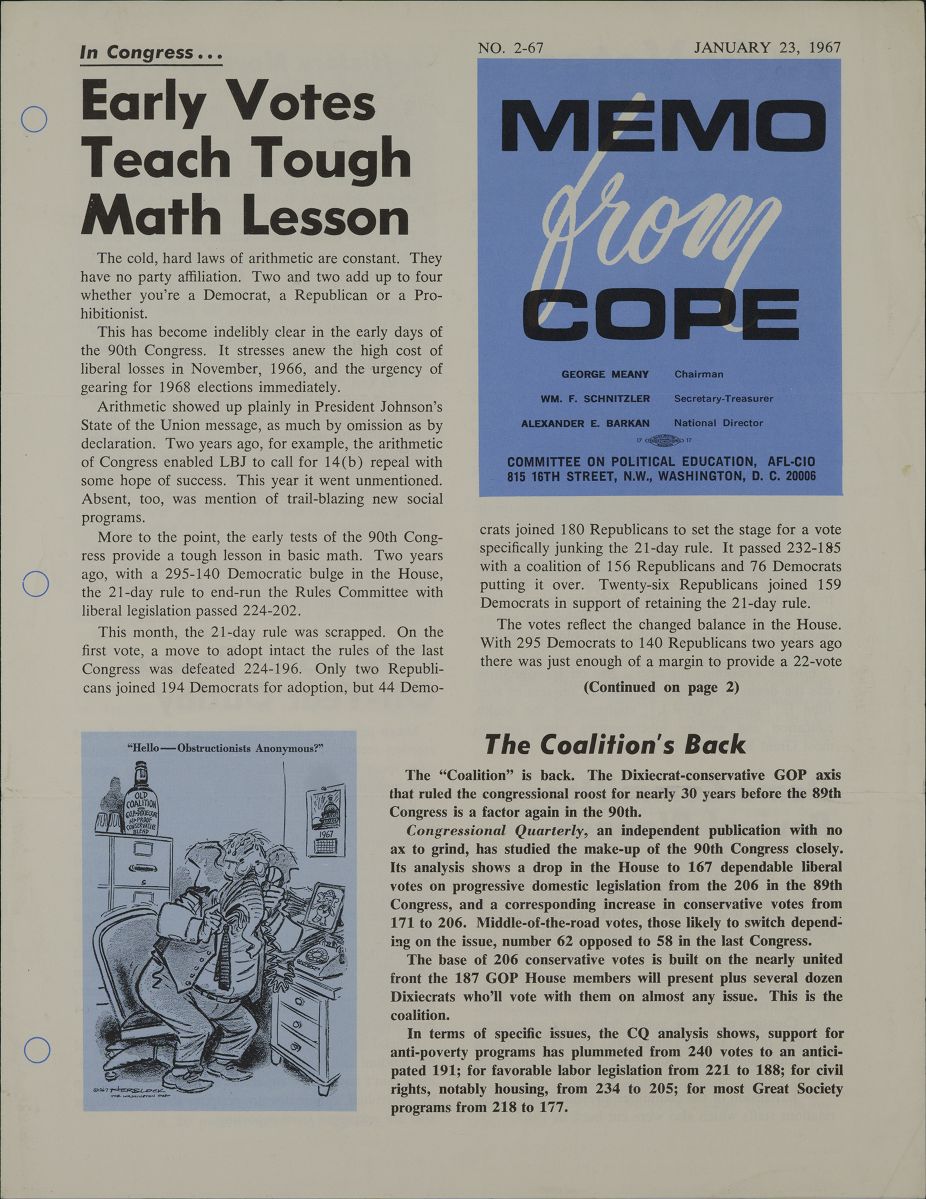 In Congress...
Early Votes
Teach Tough
Math Lesson
The cold, hard laws of arithmetic are constant. They
have no party affiliation. Two and two add up to four
whether you're a Democrat, a Republican or a Pro-
hibitionist.
This has become indelibly clear in the early days of
the 90th Congress. It stresses anew the high cost of
liberal losses in November, 1966, and the urgency of
gearing for 1968 elections immediately.
Arithmetic showed up plainly in President Johnson's
State of the Union message, as much by omission as by
declaration. Two years ago, for example, the arithmetic
of Congress enabled LBJ to call for 14(b) repeal with
some hope of success. This year it went unmentioned.
Absent, too, was mention of trail-blazing new social
programs.
More to the point, the early tests of the 90th Cong-
ress provide a tough lesson in basic math. Two years
ago, with a 295-140 Democratic bulge in the House,
the 21-day rule to end-run the Rules Committee with
liberal legislation passed 224-202.
This month, the 21-day rule was scrapped. On the
first vote, a move to adopt intact the rules of the last
Congress was defeated 224-196. Only two Republi-
cans joined 194 Democrats for adoption, but 44 Demo-
NO. 2-67 JANUARY 23, 1967
MEMO
from
COPE
GEORGE MEANY Chairman
WM. F. SCHNITZLER Secretary-Treasurer
ALEXANDER E. BARKAN National Director
17 17
COMMITTEE ON POLITICAL EDUCATION, AFL-CIO
815 16TH STREET, N.W., WASHINGTON, D. C. 20006
crats joined 180 Republicans to set the stage for a vote
specifically junking the 21-day rule. It passed 232-185
with a coalition of 156 Republicans and 76 Democrats
putting it over. Twenty-six Republicans joined 159
Democrats in support of retaining the 21-day rule.
The votes reflect the changed balance in the House.
With 295 Democrats to 140 Republicans two years ago
there was just enough of a margin to provide a 22-vote
(Continued on page 2)
"Hello—Obstructionists Anonymous?"
OLD
COALITION
CONSERVATIVE
BLEND
1967
©1967 HERBLOCK
THE WASHINGTON POST
The Coalition's Back
The "Coalition" is back. The Dixiecrat-conservative GOP axis
that ruled the congressional roost for nearly 30 years before the 89th
Congress is a factor again in the 90th.
Congressional Quarterly, an independent publication with no
ax to grind, has studied the make-up of the 90th Congress closely.
Its analysis shows a drop in the House to 167 dependable liberal
votes on progressive domestic legislation from the 206 in the 89th
Congress, and a corresponding increase in conservative votes from
171 to 206. Middle-of-the-road votes, those likely to switch depend-
ing on the issue, number 62 opposed to 58 in the last Congress.
The base of 206 conservative votes is built on the nearly united
front the 187 GOP House members will present plus several dozen
Dixiecrats who'll vote with them on almost any issue. This is the
coalition.
In terms of specific issues, the CQ analysis shows, support for
anti-poverty programs has plummeted from 240 votes to an antici-
pated 191; for favorable labor legislation from 221 to 188; for civil
rights, notably housing, from 234 to 205; for most Great Society
programs from 218 to 177.